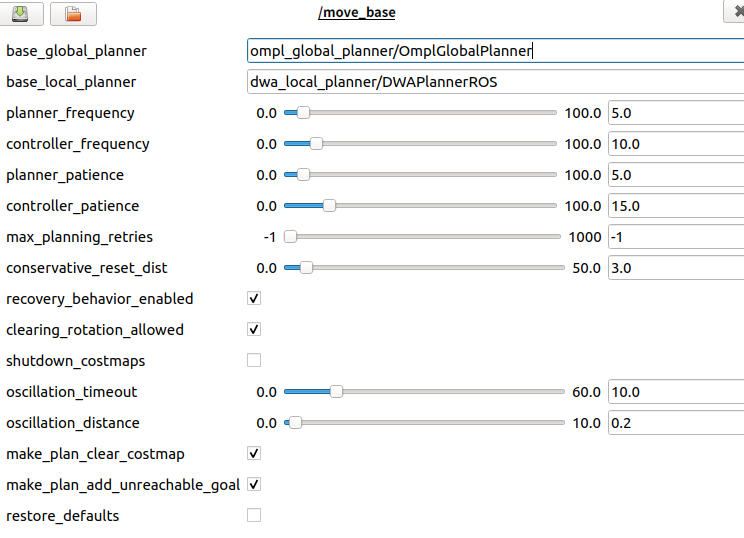 /move_base
base_global_planner ompl_global_planner/OmplGlobalPlanner
base_local_planner dwa_local_planner/DWAPlannerROS
planner_frequency 0.0 100.0 5.0
controller_frequency 0.0 100.0 10.0
planner_patience 0.0 100.0 5.0
controller_patience 0.0 100.0 15.0
max_planning_retries -1 1000 -1
conservative_reset_dist 0.0 50.0 3.0
recovery_behavior_enabled
clearing_rotation_allowed
shutdown_costmaps
oscillation_timeout 0.0 60.0 10.0
oscillation_distance 0.0 10.0 0.2
make_plan_clear_costmap
make_plan_add_unreachable_goal
restore_defaults